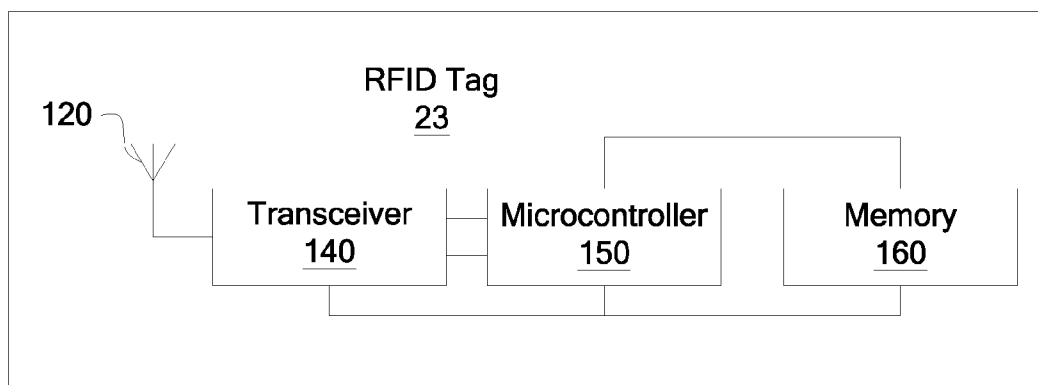 RFID Tag
23
120
Transceiver
140
Microcontroller
150
Memory
160